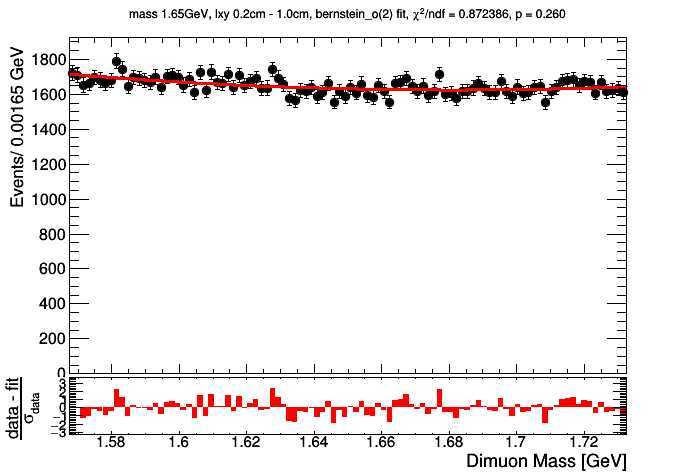 mass 1.65GeV, lxy 0.2cm - 1.0cm, bernstein_o(2) fit, χ²/ndf = 0.872386, p = 0.260
Events/ 0.00165 GeV
1800
1600
1400
1200
1000
800
600
400
200
0
data - fit
σdata
3
2
1
0
−1
−2
−3
1.58 1.6 1.62 1.64 1.66 1.68 1.7 1.72
Dimuon Mass [GeV]